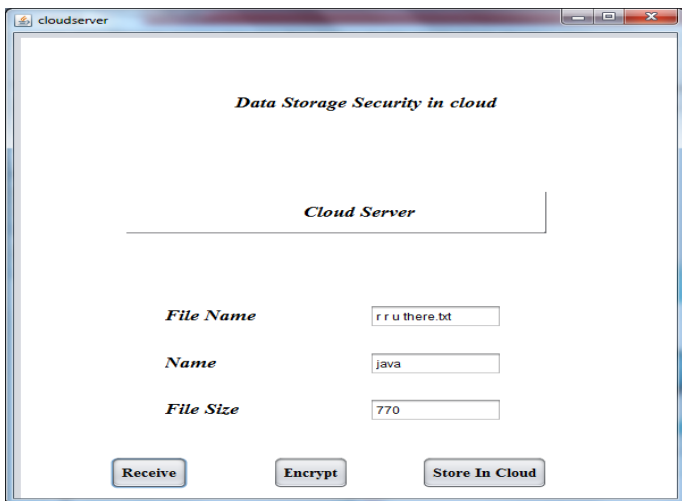 cloudserver
Data Storage Security in cloud
Cloud Server
File Name r r u there.txt
Name java
File Size 770
Receive Encrypt Store In Cloud